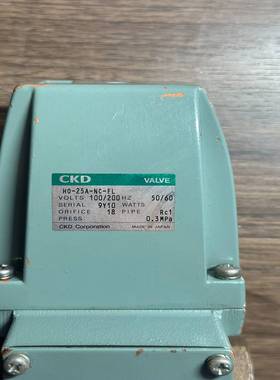 CKD VALVE
HO-25A-NC-FL
VOLTS 100/200 HZ 50/60
SERIAL 9Y10 WATTS
ORIFICE 18 PIPE Rc1
PRESS 0.3MPa
CKD Corporation MADE IN JAPAN